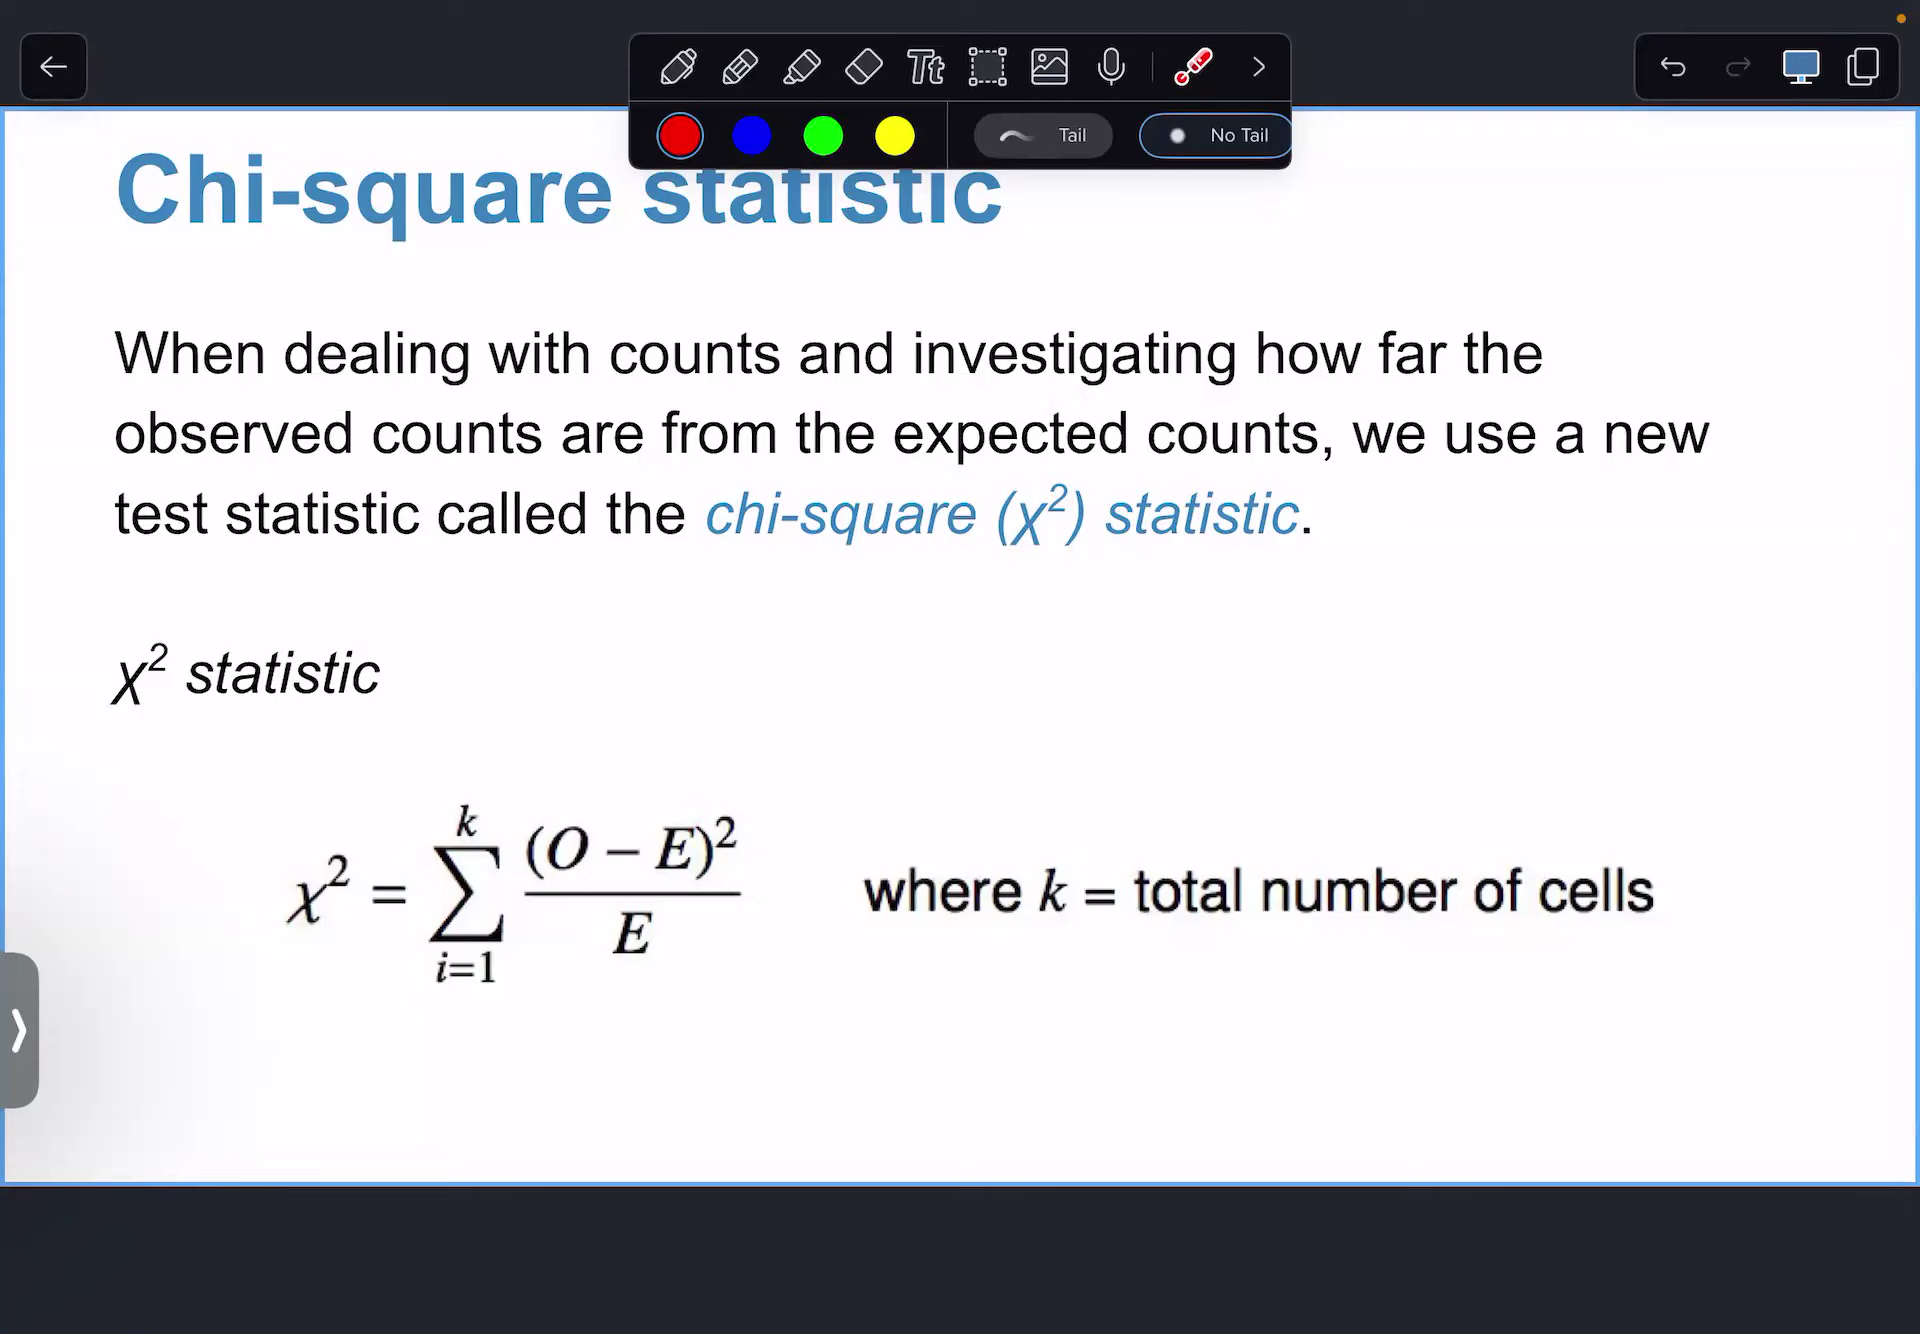 Tt
Tail
No Tail
Chi-square statistic
When dealing with counts and investigating how far the
observed counts are from the expected counts, we use a new
test statistic called the chi-square (χ²) statistic.
χ² statistic
χ² = ∑_{i=1}^{k} (O − E)² / E where k = total number of cells